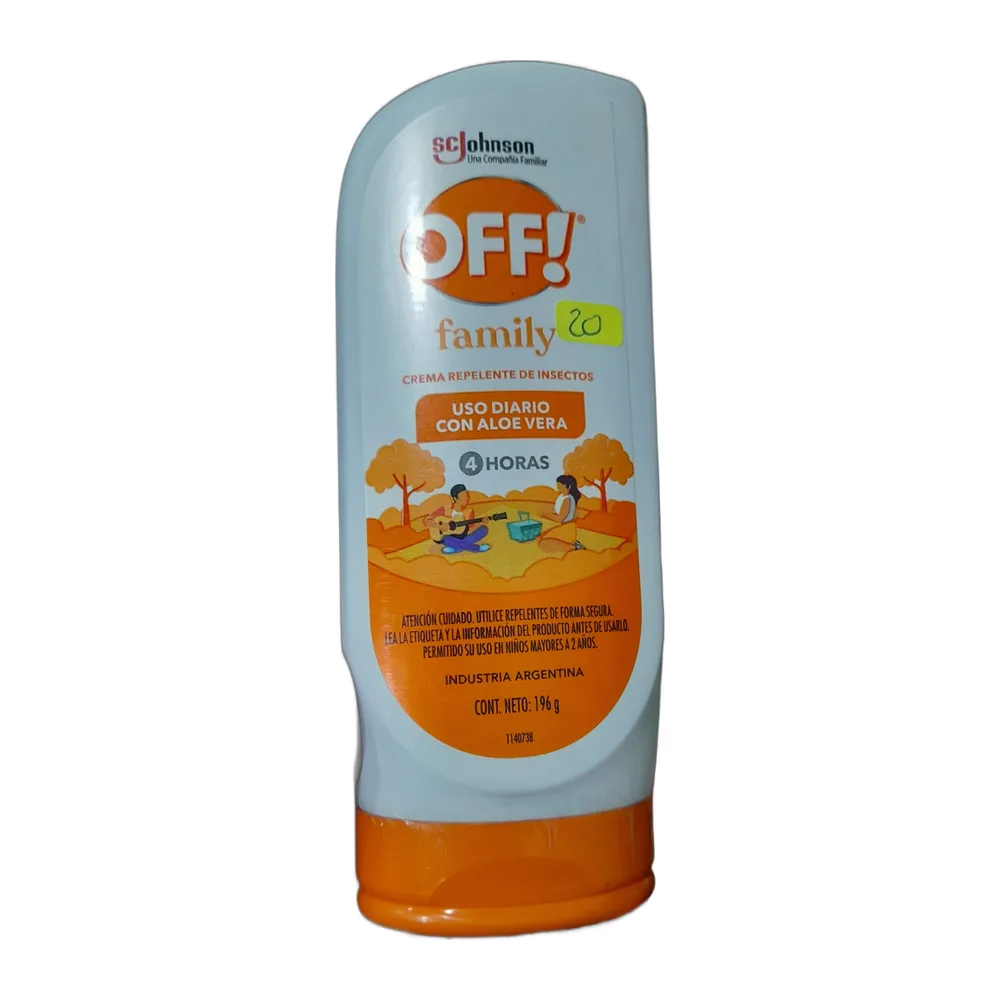 SC Johnson
Una Compañía Familiar
OFF!®
family
20
CREMA REPELENTE DE INSECTOS
USO DIARIO
CON ALOE VERA
4 HORAS
ATENCIÓN CUIDADO. UTILICE REPELENTES DE FORMA SEGURA.
LEA LA ETIQUETA Y LA INFORMACIÓN DEL PRODUCTO ANTES DE USARLO.
PERMITIDO SU USO EN NIÑOS MAYORES A 2 AÑOS.
INDUSTRIA ARGENTINA
CONT. NETO: 196 g
1140738